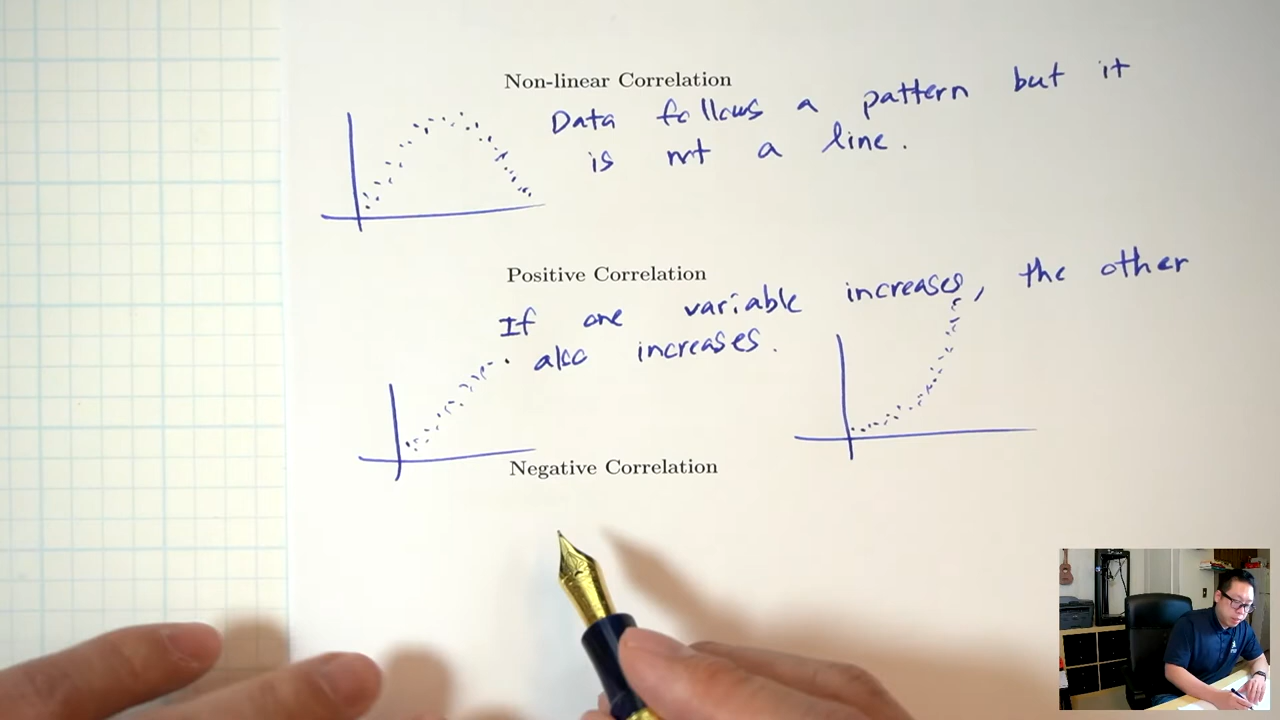 Non-linear Correlation
Data follows a pattern but it
is not a line.
Positive Correlation
If one variable increases, the other
also increases.
Negative Correlation